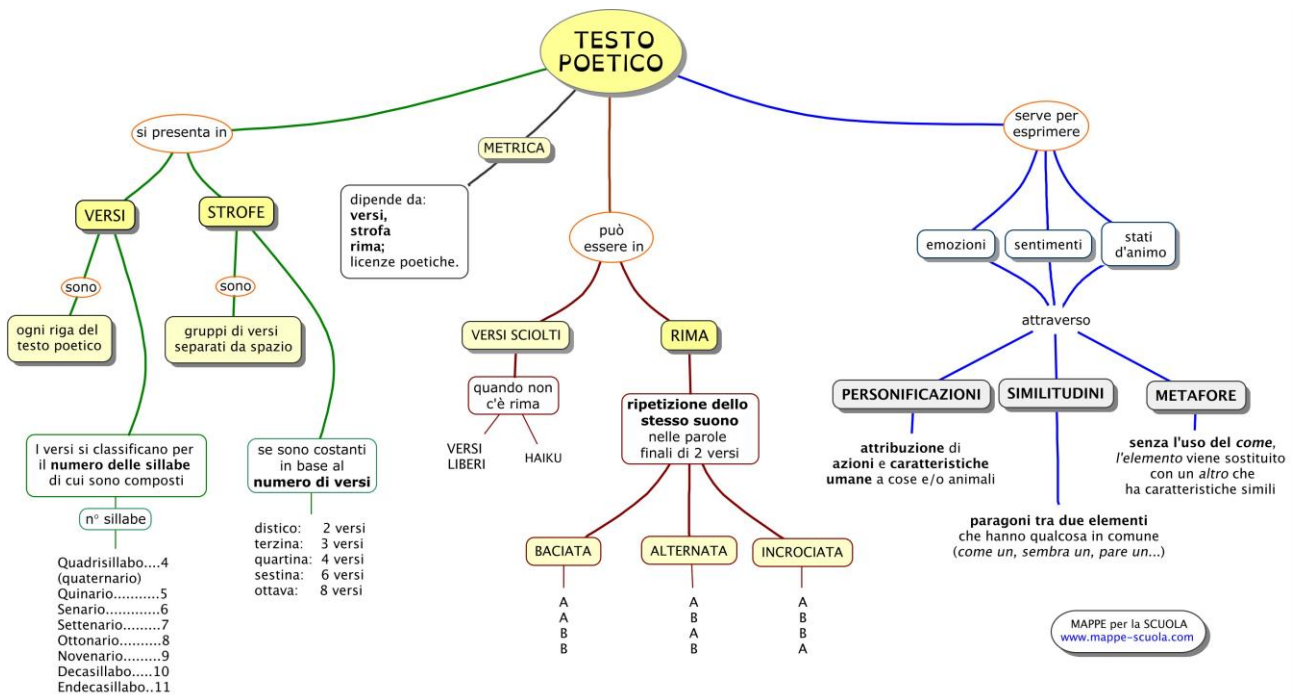 TESTO
POETICO
si presenta in
VERSI
sono
ogni riga del
testo poetico
I versi si classificano per
il numero delle sillabe
di cui sono composti
n° sillabe
Quadrisillabo....4
(quaternario)
Quinario...........5
Senario.............6
Settenario.........7
Ottonario..........8
Novenario.........9
Decasillabo.....10
Endecasillabo..11
STROFE
sono
gruppi di versi
separati da spazio
se sono costanti
in base al
numero di versi
distico: 2 versi
terzina: 3 versi
quartina: 4 versi
sestina: 6 versi
ottava: 8 versi
METRICA
dipende da:
versi,
strofa
rima;
licenze poetiche.
può
essere in
VERSI SCIOLTI
quando non
c'è rima
VERSI
LIBERI
HAIKU
RIMA
ripetizione dello
stesso suono
nelle parole
finali di 2 versi
BACIATA
A
A
B
B
ALTERNATA
A
B
A
B
INCROCIATA
A
B
B
A
serve per
esprimere
emozioni
sentimenti
stati
d'animo
attraverso
PERSONIFICAZIONI
attribuzione di
azioni e caratteristiche
umane a cose e/o animali
SIMILITUDINI
paragoni tra due elementi
che hanno qualcosa in comune
(come un, sembra un, pare un...)
METAFORE
senza l'uso del come,
l'elemento viene sostituito
con un altro che
ha caratteristiche simili
MAPPE per la SCUOLA
www.mappe-scuola.com